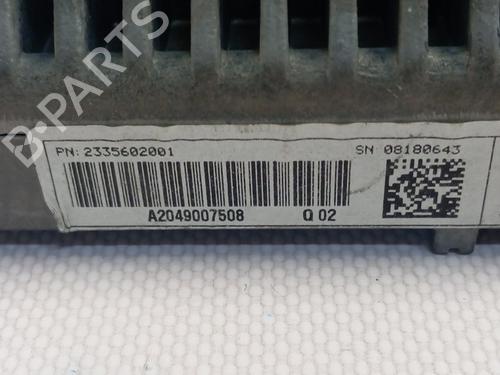 PN: 2335602001
SN 08180643
A2049007508 Q 02
B-PARTS